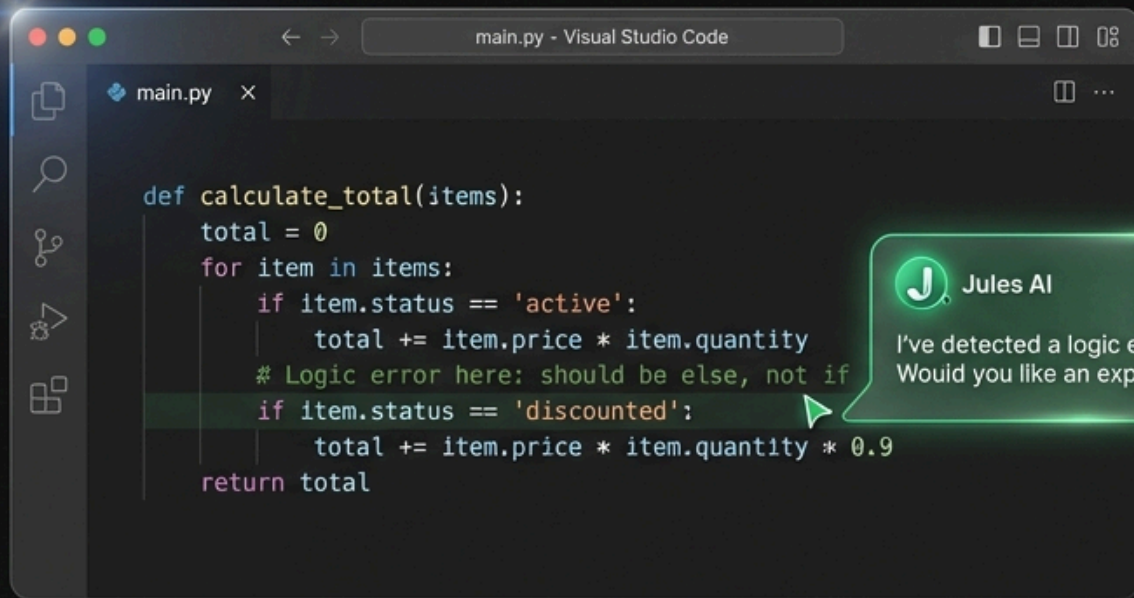 main.py - Visual Studio Code
main.py
def calculate_total(items):
total = 0
for item in items:
if item.status == 'active':
total += item.price * item.quantity
# Logic error here: should be else, not if
if item.status == 'discounted':
total += item.price * item.quantity * 0.9
return total
J Jules AI
I've detected a logic
Would you like an